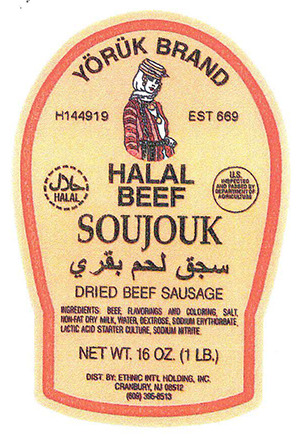 YÖRÜK BRAND
H144919 EST 669
HALAL
BEEF
حلال
HALAL
U.S.
INSPECTED
AND PASSED BY
DEPARTMENT OF
AGRICULTURE
SOUJOUK
سجق لحم بقري
DRIED BEEF SAUSAGE
INGREDIENTS: BEEF, FLAVORINGS AND COLORING, SALT,
NON-FAT DRY MILK, WATER, DEXTROSE, SODIUM ERYTHORBATE,
LACTIC ACID STARTER CULTURE, SODIUM NITRITE.
NET WT. 16 OZ. (1 LB.)
DIST. BY: ETHNIC INT'L HOLDING, INC.
CRANBURY, NJ 08512
(609) 395-8513